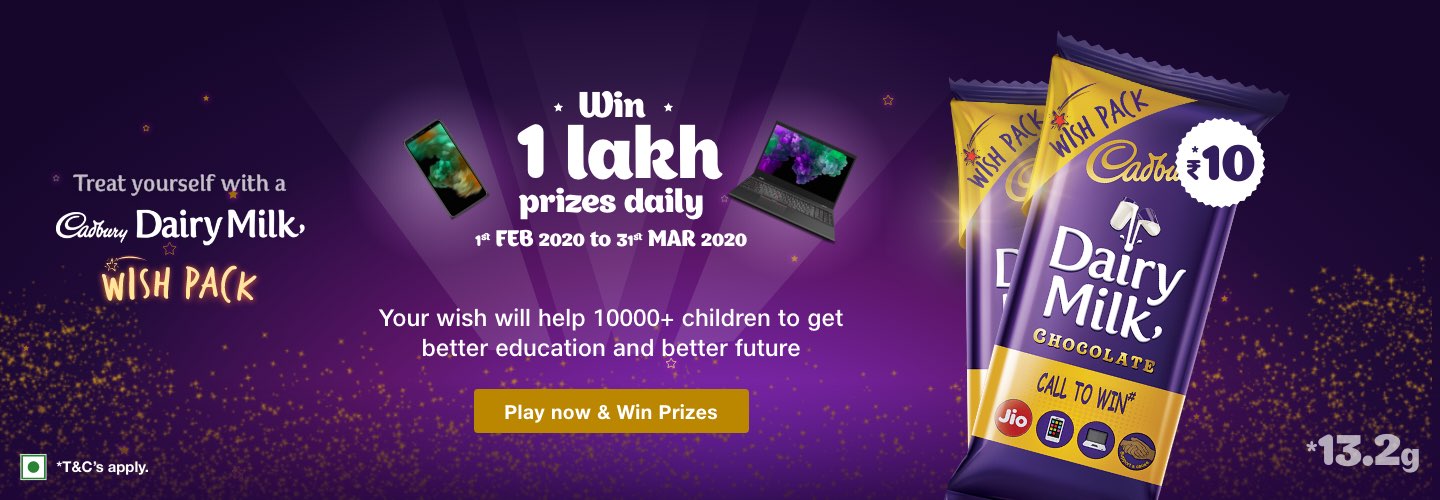 Treat yourself with a
Cadbury Dairy Milk
WISH PACK
Win
1 lakh
prizes daily
1st FEB 2020 to 31st MAR 2020
Your wish will help 10000+ children to get
better education and better future
Play now & Win Prizes
*T&C's apply.
WISH PACK
WISH PACK
*₹10
Dairy
Milk
CHOCOLATE
CALL TO WIN#
Jio
*13.2g